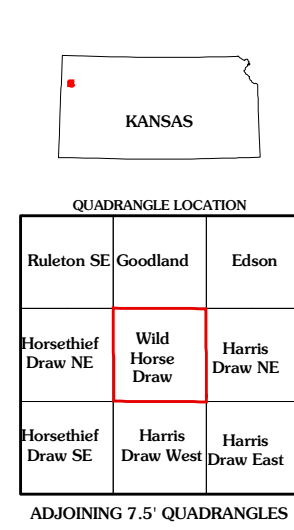 KANSAS
QUADRANGLE LOCATION
Ruleton SE
Goodland
Edson
Horsethief
Draw NE
Wild
Horse
Draw
Harris
Draw NE
Horsethief
Draw SE
Harris
Draw West
Harris
Draw East
ADJOINING 7.5' QUADRANGLES